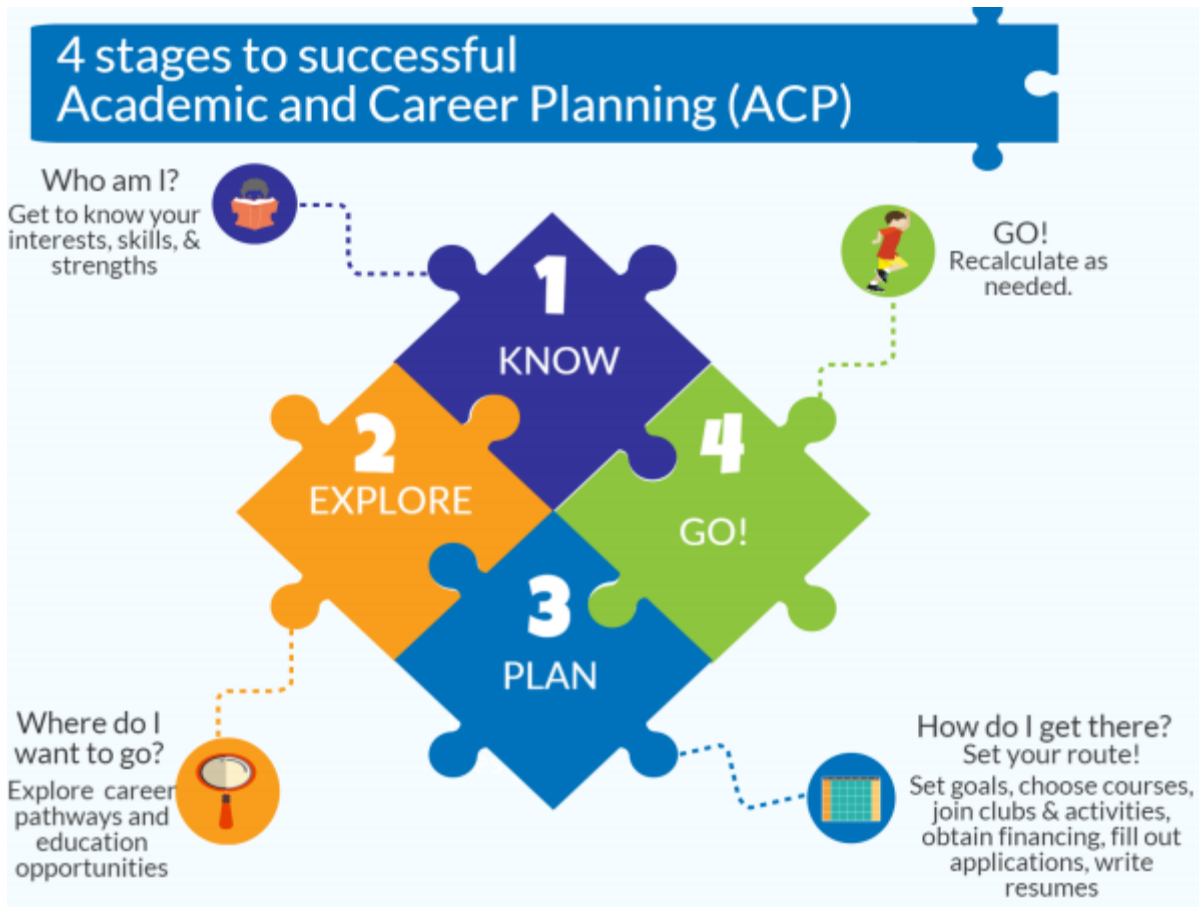 4 stages to successful
Academic and Career Planning (ACP)
Who am I?
Get to know your
interests, skills, &
strengths
1
KNOW
GO!
Recalculate as
needed.
2
EXPLORE
4
GO!
3
PLAN
Where do I
want to go?
Explore career
pathways and
education
opportunities
How do I get there?
Set your route!
Set goals, choose courses,
join clubs & activities,
obtain financing, fill out
applications, write
resumes